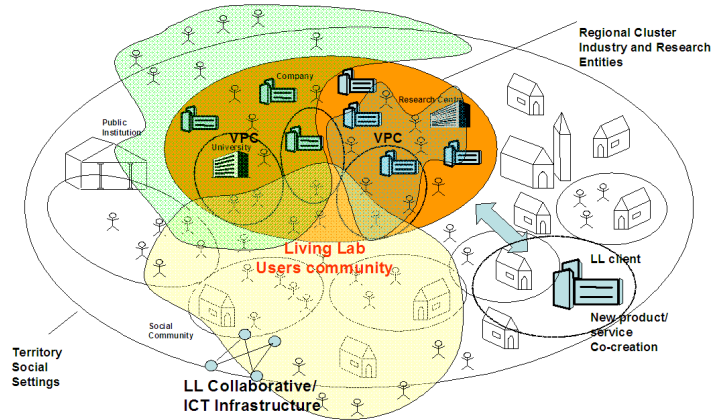 Regional Cluster
Industry and Research
Entities
Company
Research Centre
Public
Institution
VPC
VPC
University
Living Lab
Users community
LL client
New product/
service
Co-creation
Social
Community
Territory
Social
Settings
LL Collaborative/
ICT Infrastructure